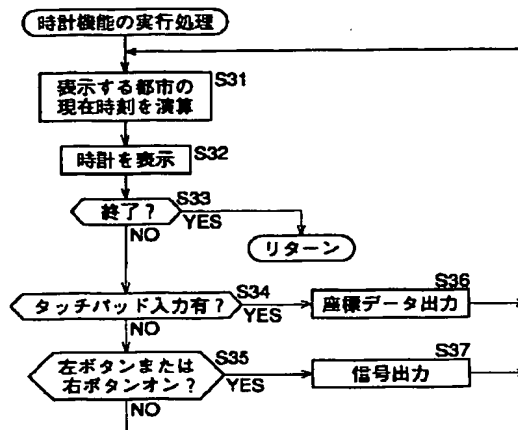 時計機能の実行処理
S31
表示する都市の
現在時刻を演算
S32
時計を表示
S33
終了?
YES
NO
リターン
S34
タッチパッド入力有?
YES
NO
S36
座標データ出力
S35
左ボタンまたは
右ボタンオン?
YES
NO
S37
信号出力